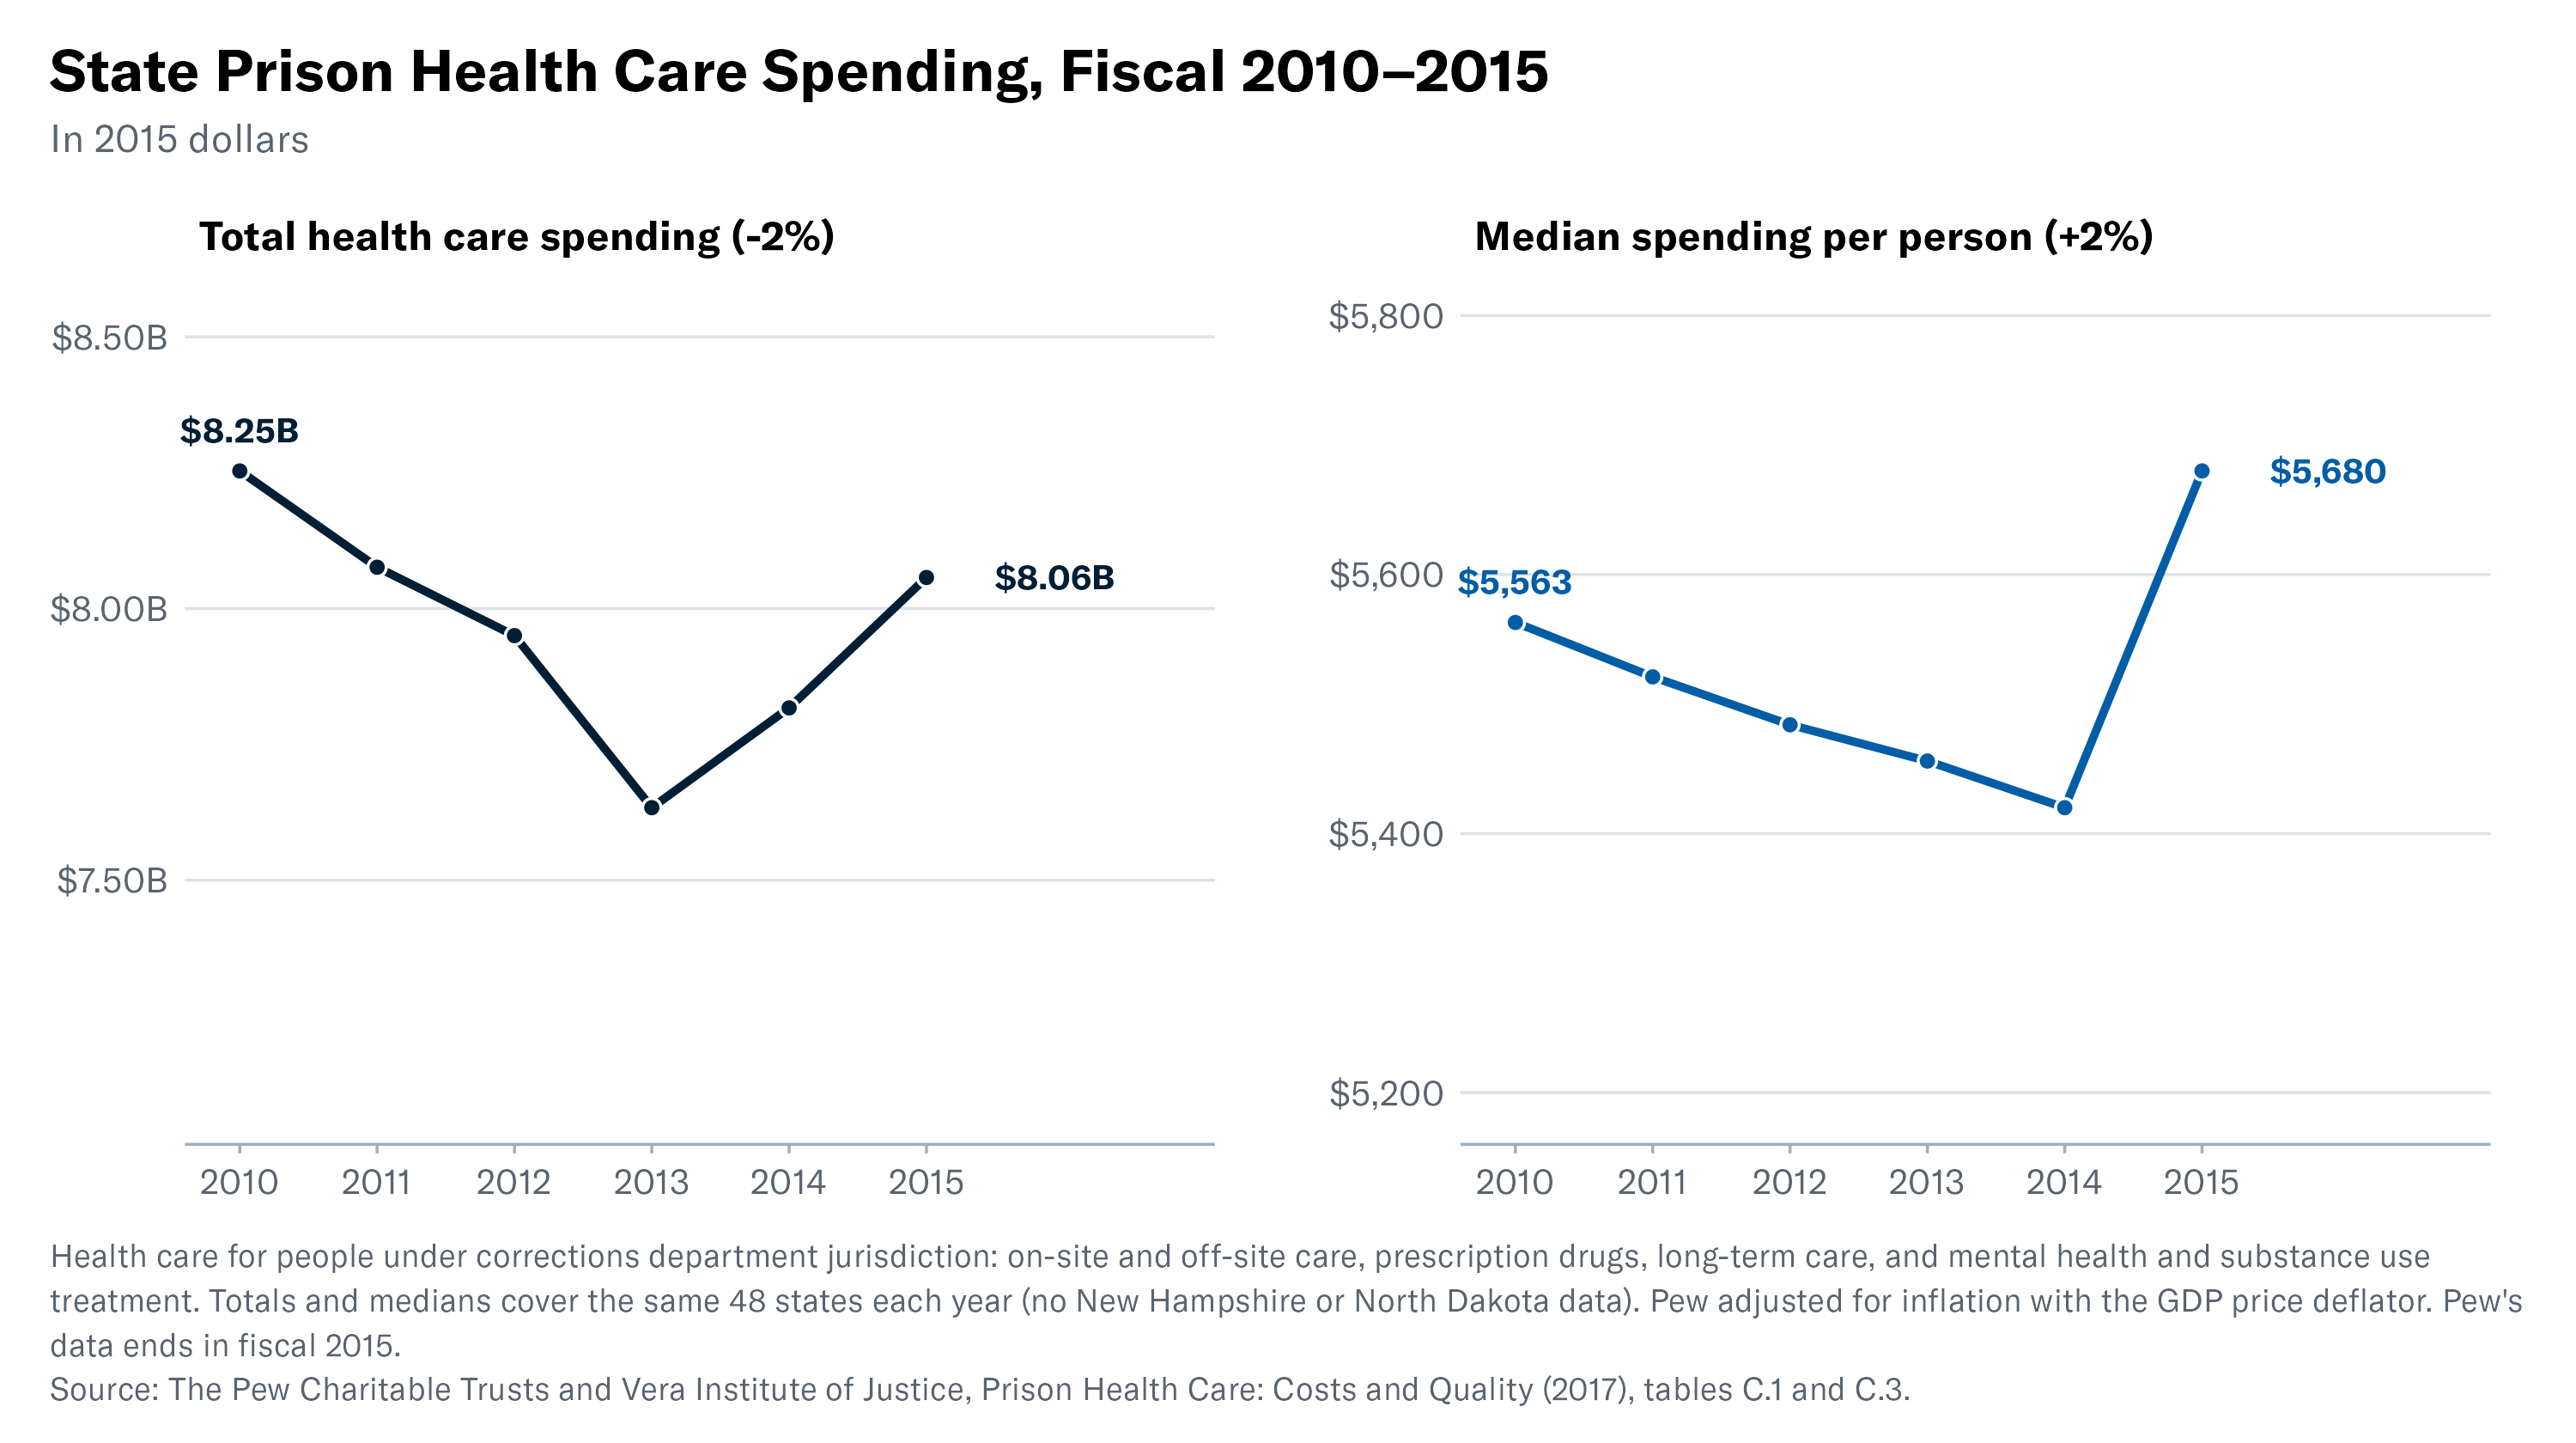 State Prison Health Care Spending, Fiscal 2010–2015
In 2015 dollars
Total health care spending (-2%)
$8.50B
$8.25B
$8.06B
$8.00B
$7.50B
2010 2011 2012 2013 2014 2015
Median spending per person (+2%)
$5,800
$5,680
$5,600
$5,563
$5,400
$5,200
2010 2011 2012 2013 2014 2015
Health care for people under corrections department jurisdiction: on-site and off-site care, prescription drugs, long-term care, and mental health and substance use
treatment. Totals and medians cover the same 48 states each year (no New Hampshire or North Dakota data). Pew adjusted for inflation with the GDP price deflator. Pew's
data ends in fiscal 2015.
Source: The Pew Charitable Trusts and Vera Institute of Justice, Prison Health Care: Costs and Quality (2017), tables C.1 and C.3.